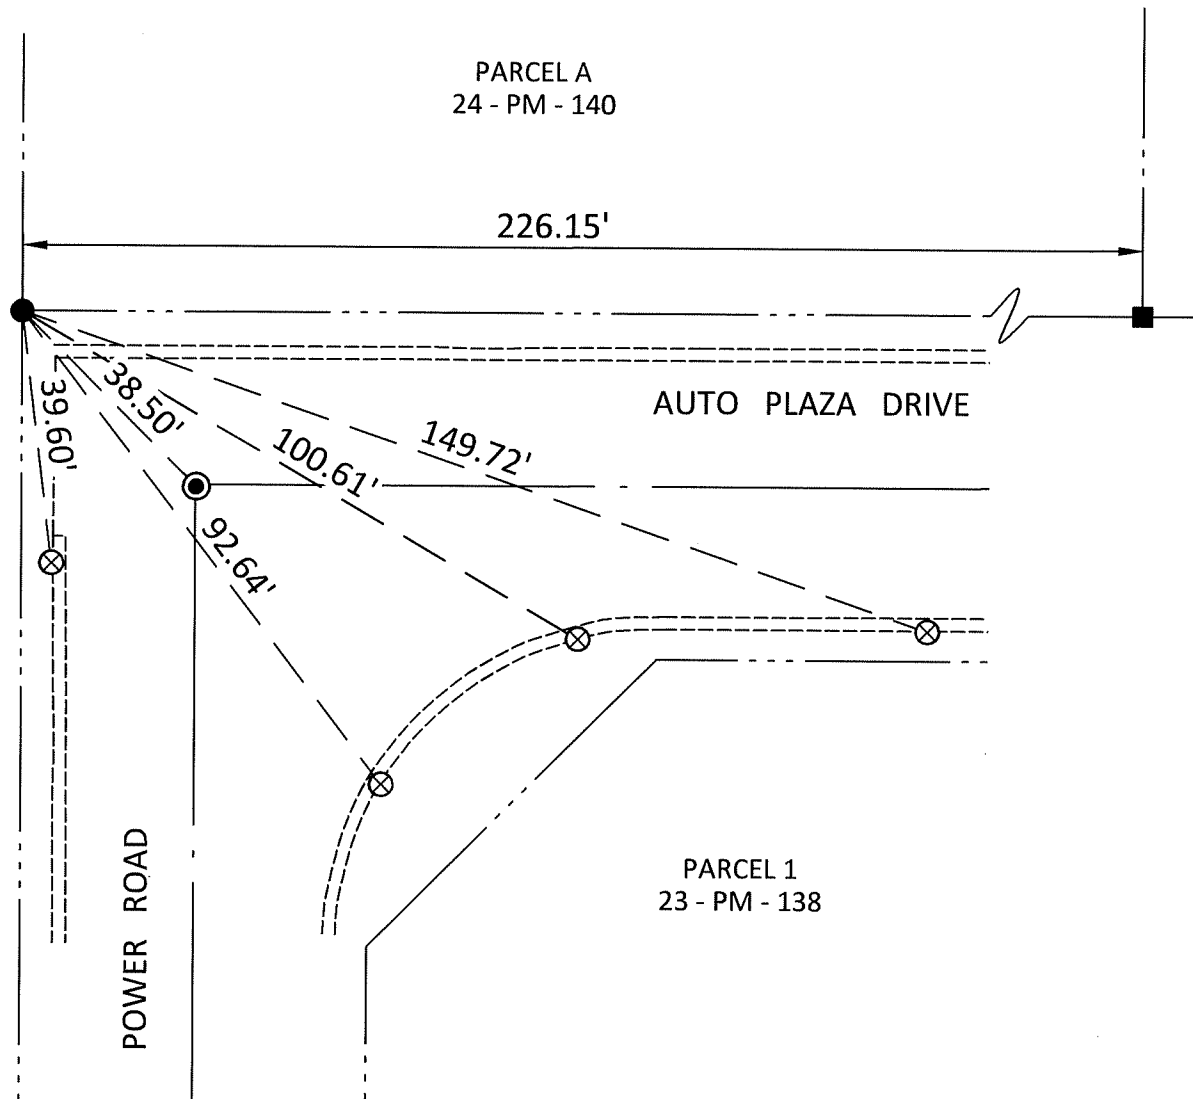 PARCEL A
24 - PM - 140
226.15'
AUTO PLAZA DRIVE
39.60'
38.50'
100.61'
149.72'
92.64'
PARCEL 1
23 - PM - 138
POWER ROAD